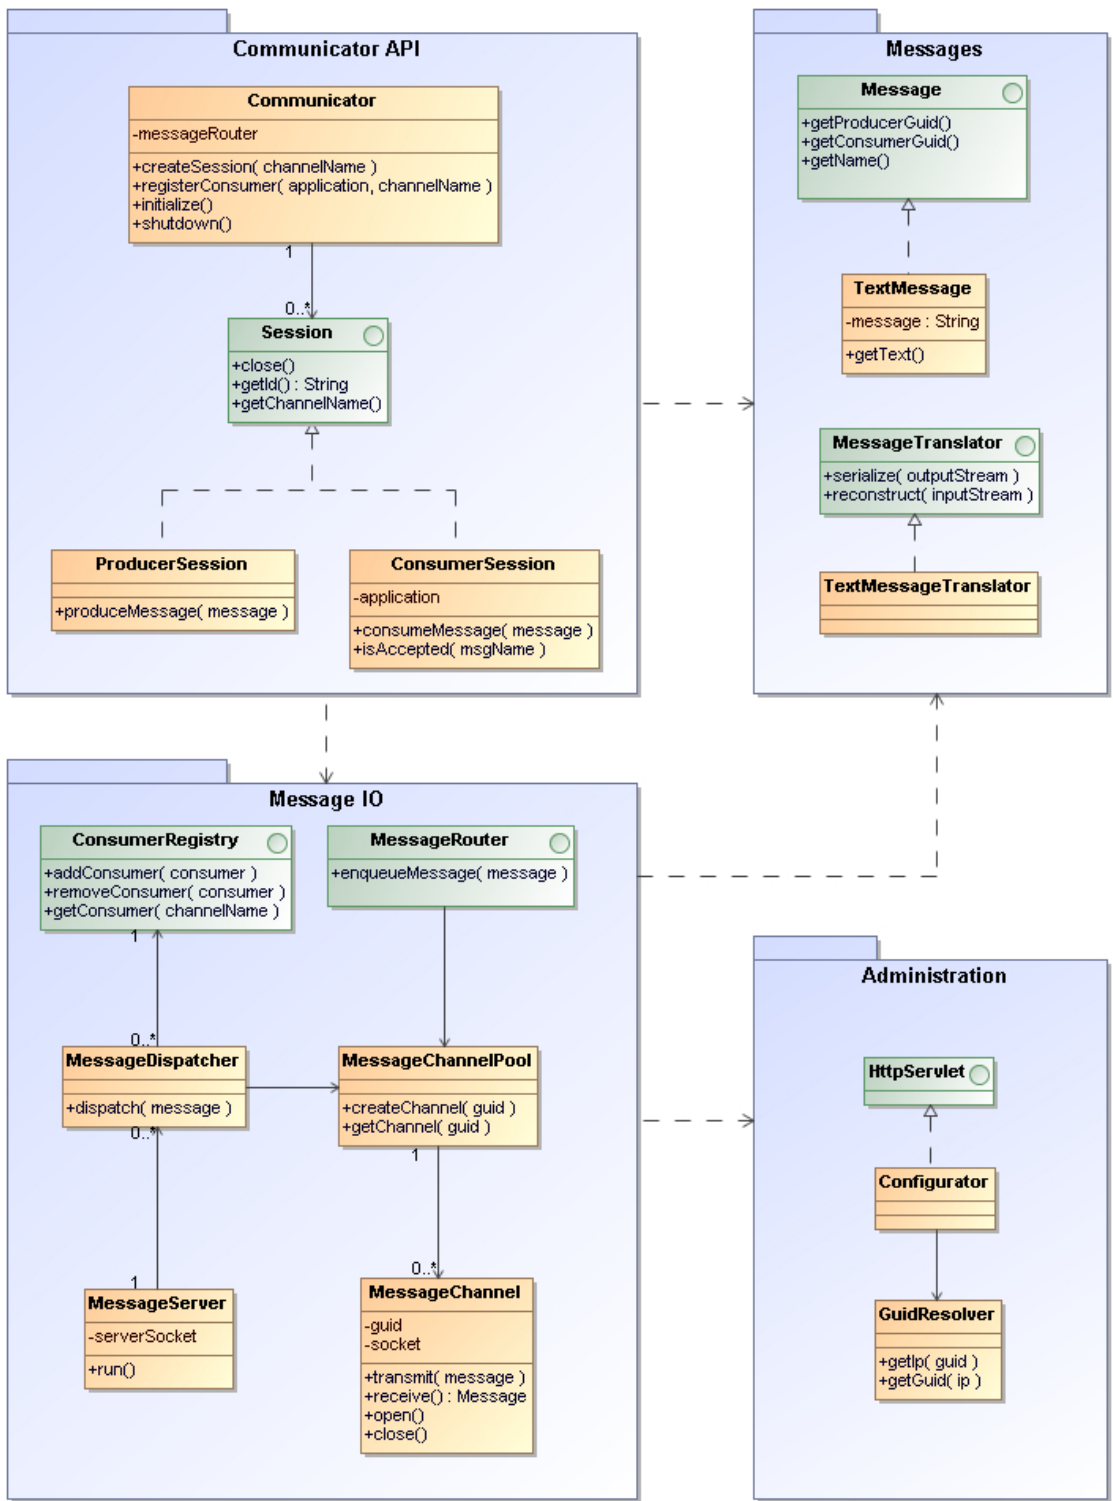 Communicator API
Communicator
-messageRouter
+createSession( channelName )
+registerConsumer( application, channelName )
+initialize()
+shutdown()
1
0..*
Session
+close()
+getId() : String
+getChannelName()
ProducerSession
+produceMessage( message )
ConsumerSession
-application
+consumeMessage( message )
+isAccepted( msgName )
Messages
Message
+getProducerGuid()
+getConsumerGuid()
+getName()
TextMessage
-message : String
+getText()
MessageTranslator
+serialize( outputStream )
+reconstruct( inputStream )
TextMessageTranslator
Message IO
ConsumerRegistry
+addConsumer( consumer )
+removeConsumer( consumer )
+getConsumer( channelName )
1
0..*
MessageRouter
+enqueueMessage( message )
MessageDispatcher
+dispatch( message )
0..*
1
MessageChannelPool
+createChannel( guid )
+getChannel( guid )
1
0..*
MessageServer
-serverSocket
+run()
MessageChannel
-guid
-socket
+transmit( message )
+receive() : Message
+open()
+close()
Administration
HttpServlet
Configurator
GuidResolver
+getIp( guid )
+getGuid( ip )